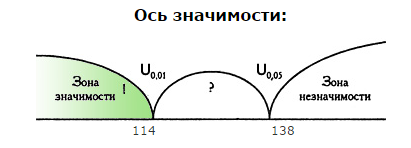 Ось значимости:
U0,01
U0,05
Зона
значимости
!
?
Зона
незначимости
114
138